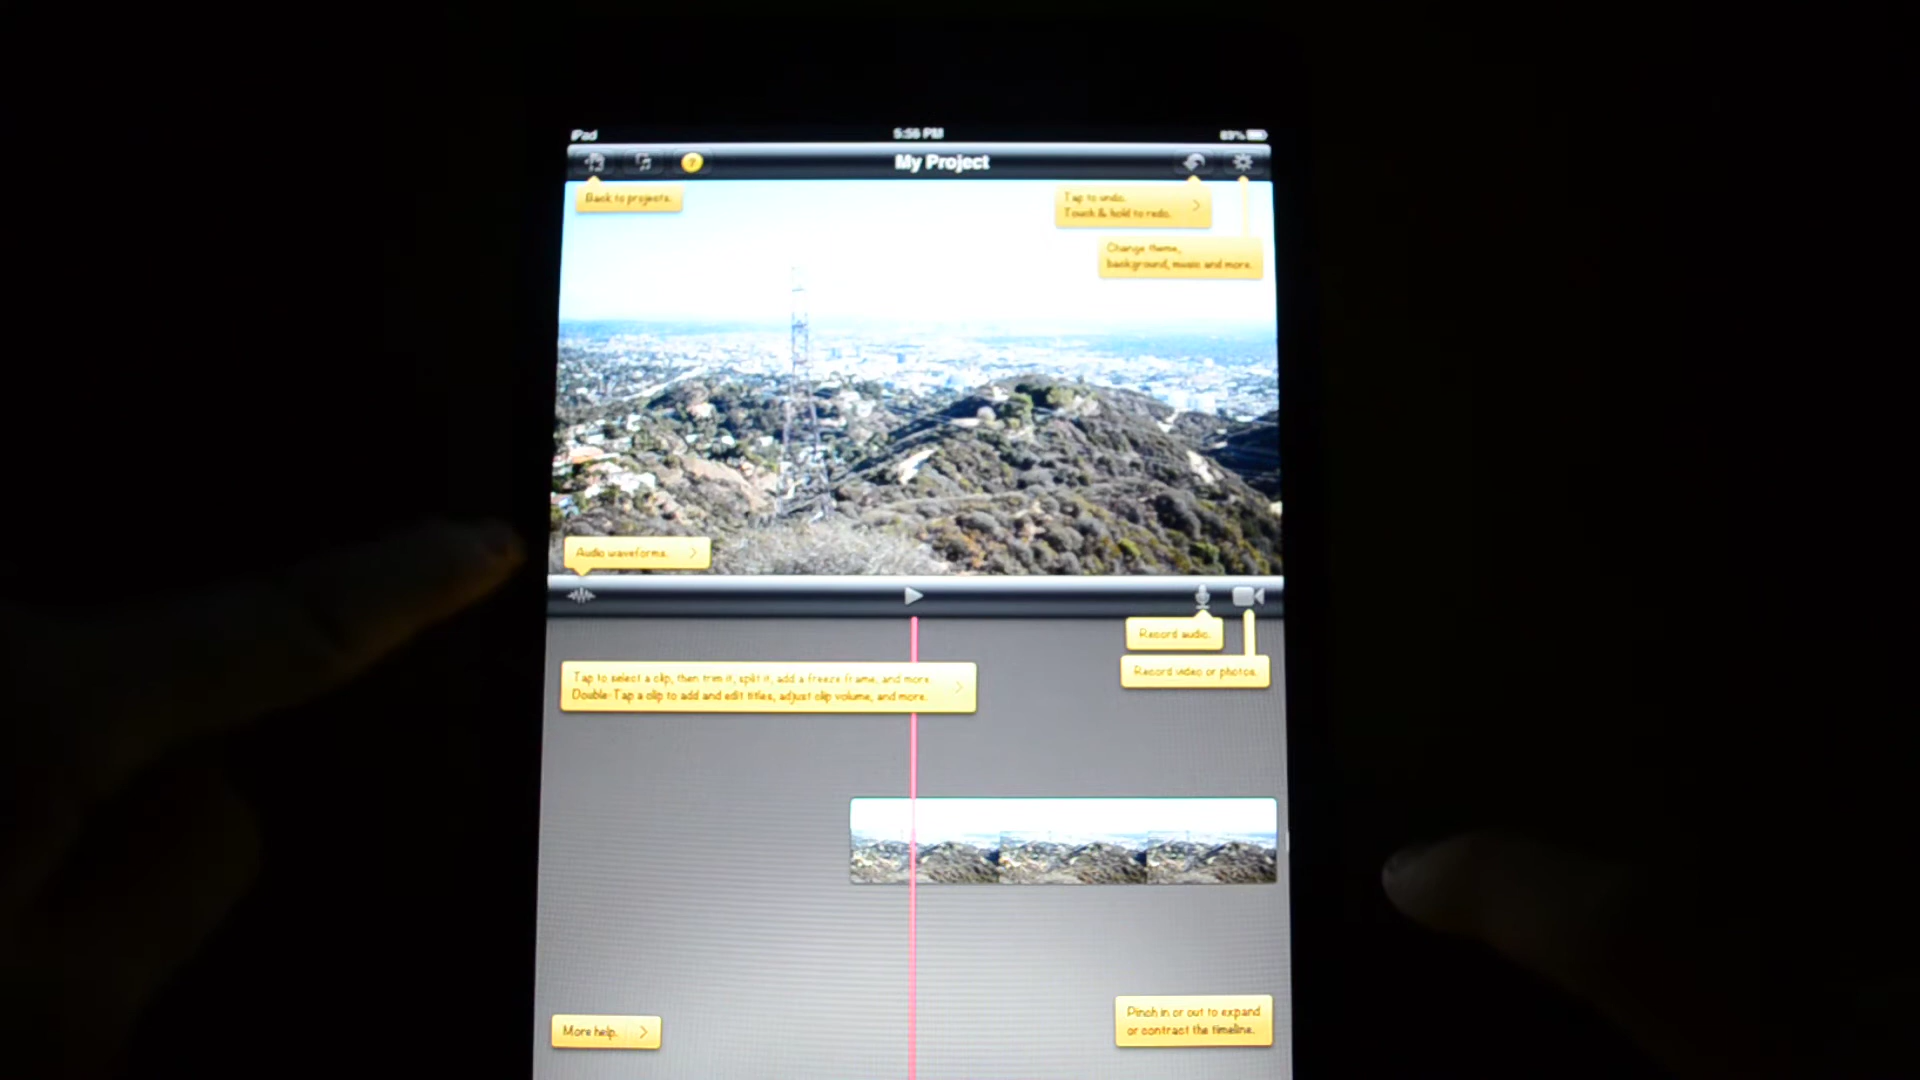 iPad
5:56 PM
89%
?
My Project
Back to projects.
Tap to undo.
Touch & hold to redo.
Change theme,
background, music and more.
Audio waveforms.
Record audio.
Record video or photos.
Tap to select a clip, then trim it, split it, add a freeze frame, and more.
Double-Tap a clip to add and edit titles, adjust clip volume, and more.
More help.
Pinch in or out to expand
or contract the timeline.